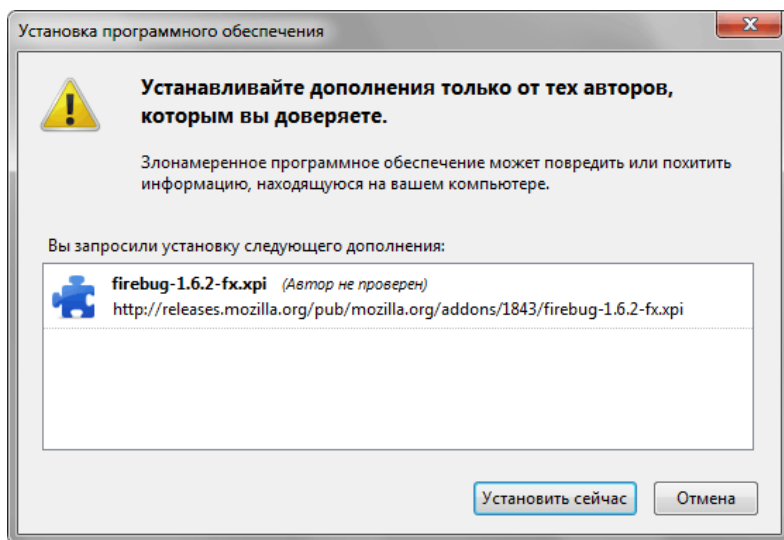 Установка программного обеспечения
Устанавливайте дополнения только от тех авторов,
которым вы доверяете.
Злонамеренное программное обеспечение может повредить или похитить
информацию, находящуюся на вашем компьютере.
Вы запросили установку следующего дополнения:
firebug-1.6.2-fx.xpi (Автор не проверен)
http://releases.mozilla.org/pub/mozilla.org/addons/1843/firebug-1.6.2-fx.xpi
Установить сейчас Отмена